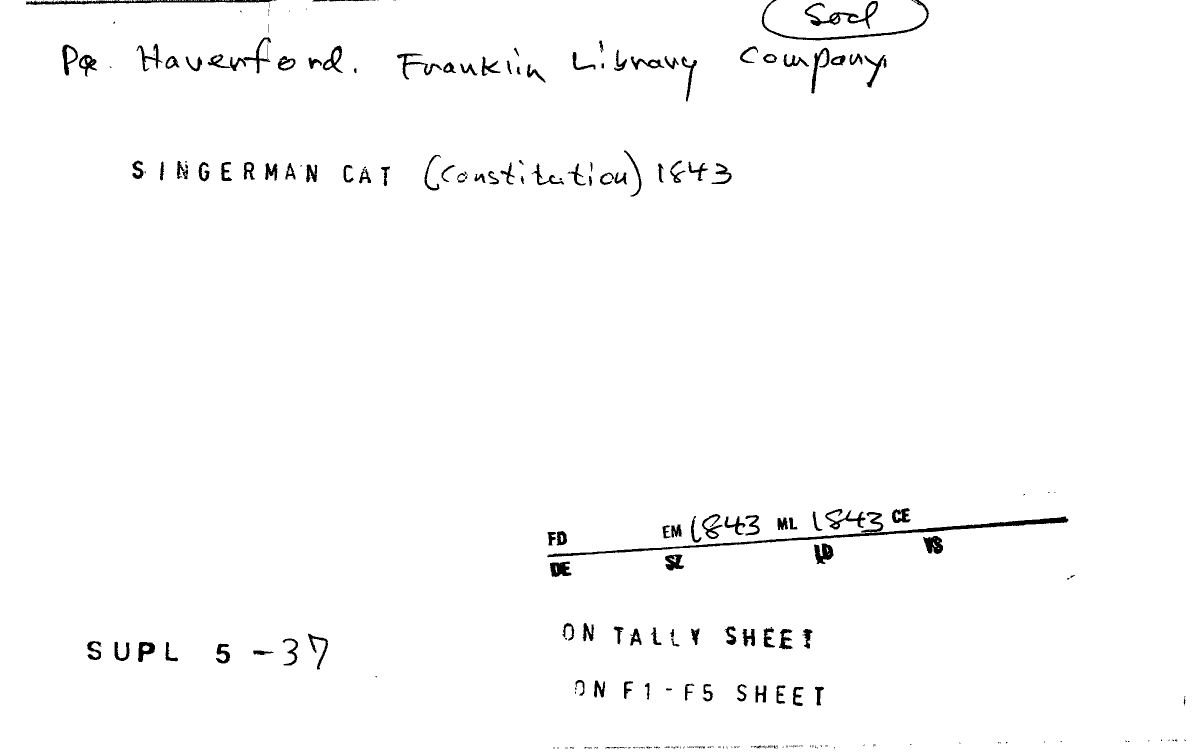 Socl
Pa. Haverford. Franklin Library Company
SINGERMAN CAT (Constitution) 1843
FD EM 1843 ML 1843 CE
DE SZ LD VS
ON TALLY SHEET
SUPL 5 -37
ON F1-F5 SHEET